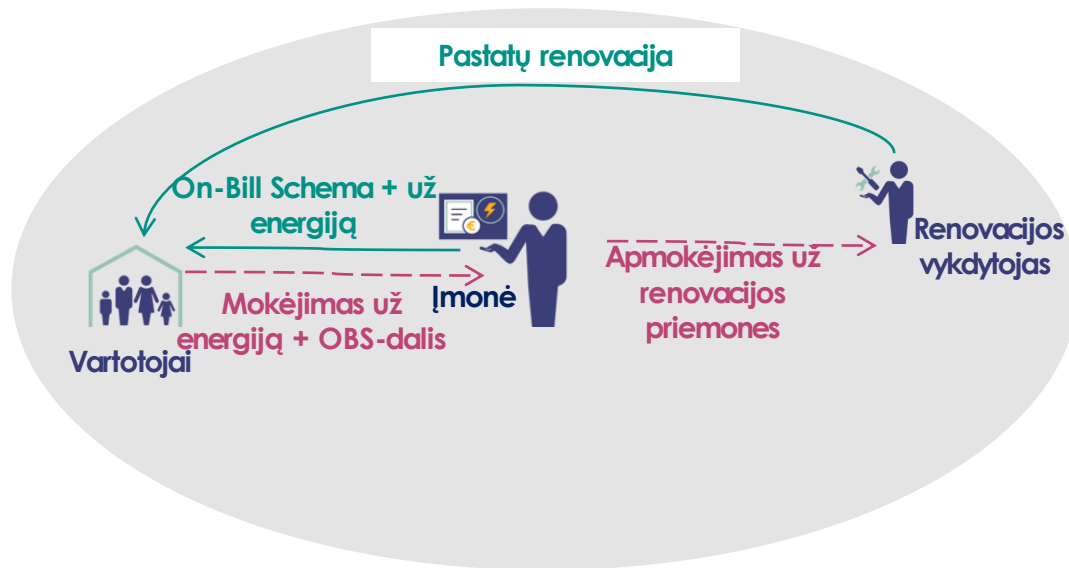 Pastatų renovacija
On-Bill Schema + už
energiją
Mokėjimas už
energiją + OBS-dalis
Vartotojai
Įmonė
Apmokėjimas už
renovacijos
priemones
Renovacijos
vykdytojas